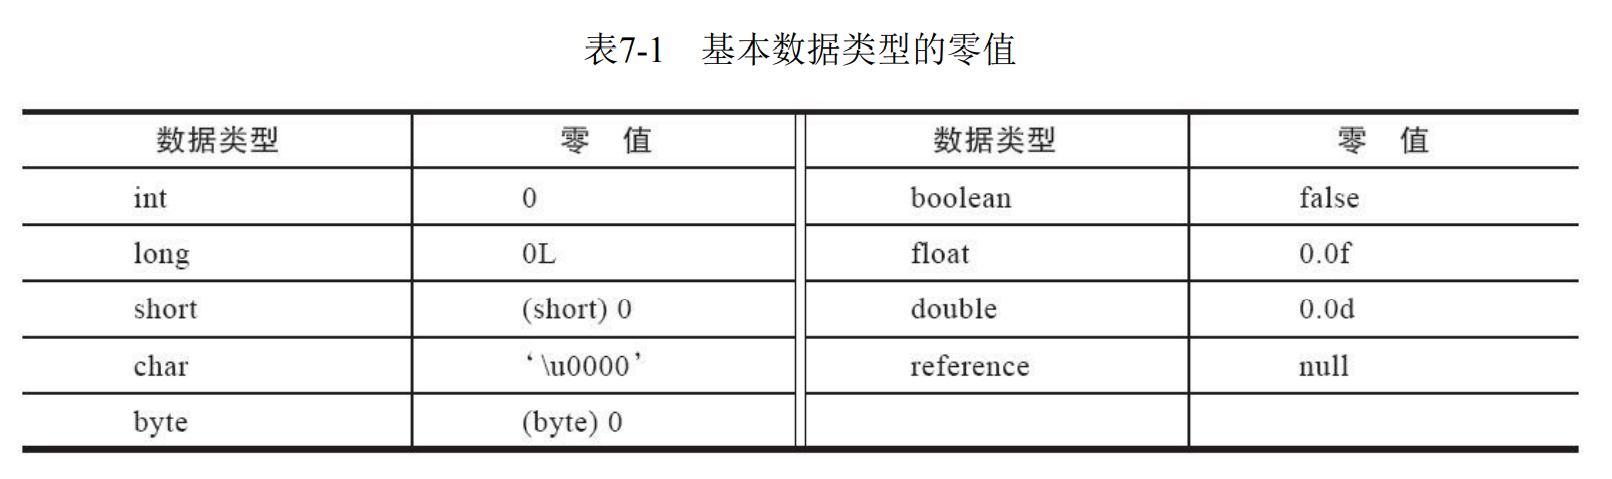 表7-1 基本数据类型的零值
数据类型 零 值 数据类型 零 值
int 0 boolean false
long 0L float 0.0f
short (short) 0 double 0.0d
char ‘\u0000’ reference null
byte (byte) 0